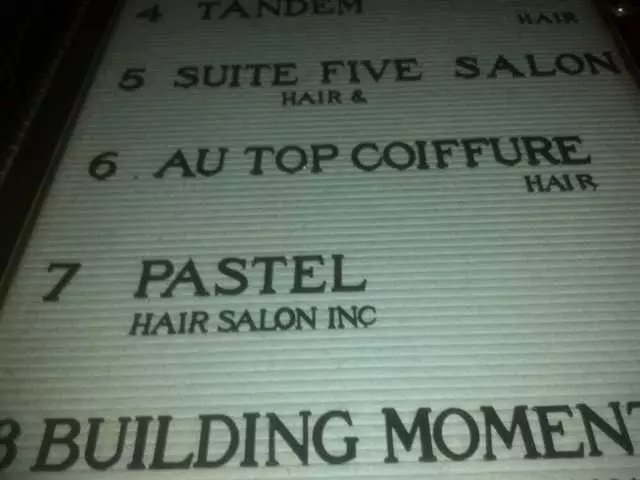 4 TANDEM
HAIR
5 SUITE FIVE SALON
HAIR &
6 . AU TOP COIFFURE
HAIR
7 PASTEL
HAIR SALON INC
8 BUILDING MOMENT